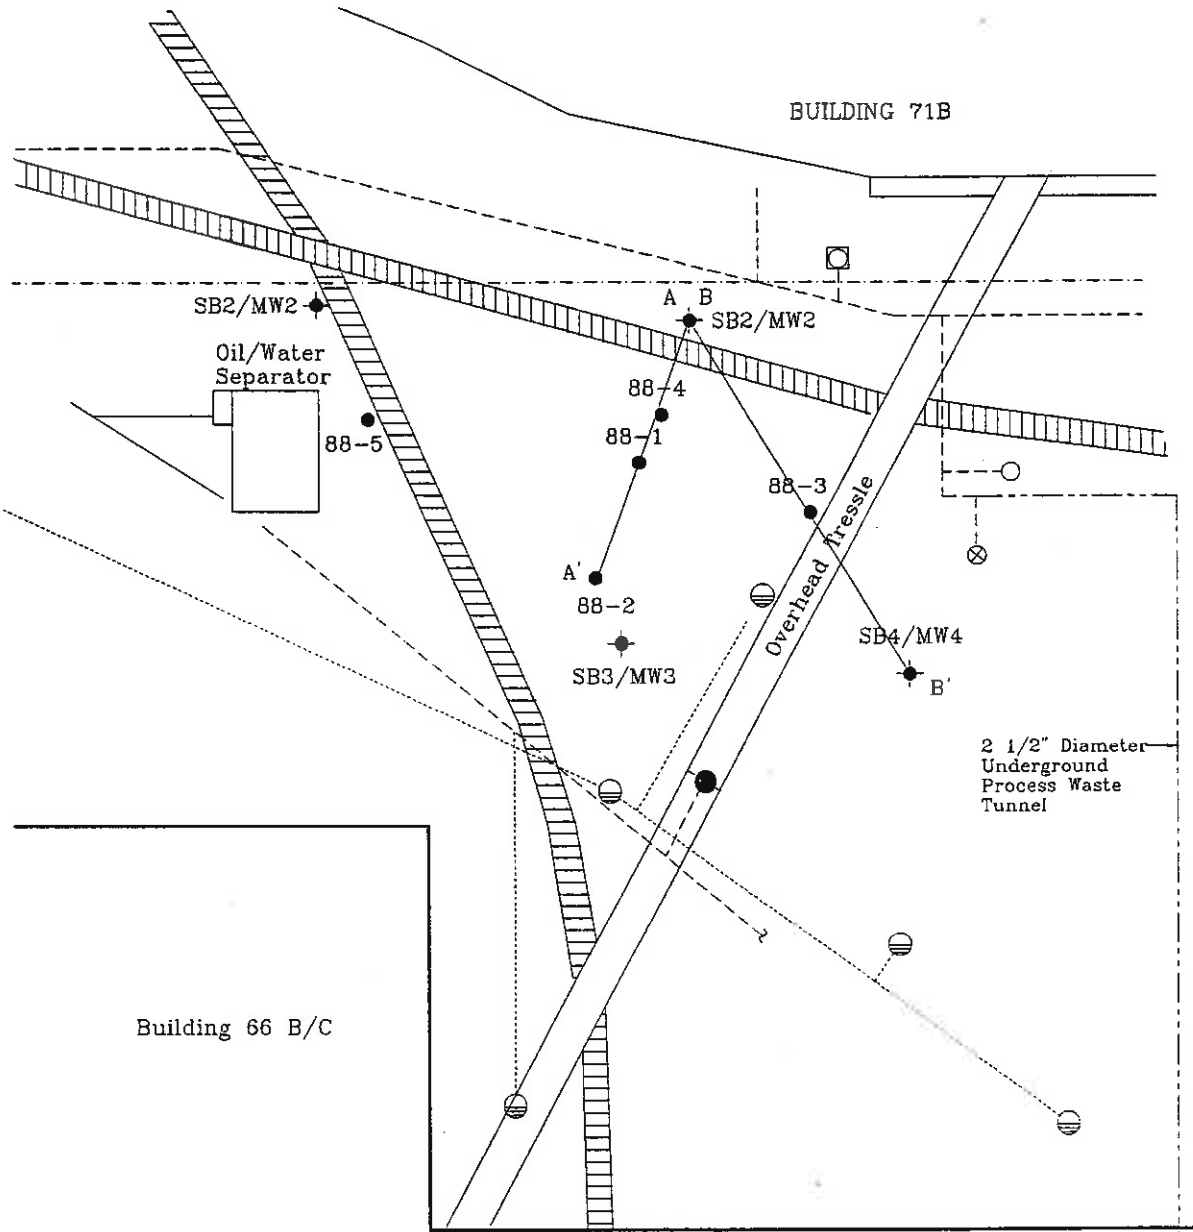 BUILDING 71B
A B
SB2/MW2
SB2/MW2
Oil/Water
Separator
88-4
88-1
88-5
88-3
Overhead Tressle
A'
88-2
SB3/MW3
SB4/MW4
B'
2 1/2" Diameter
Underground
Process Waste
Tunnel
Building 66 B/C